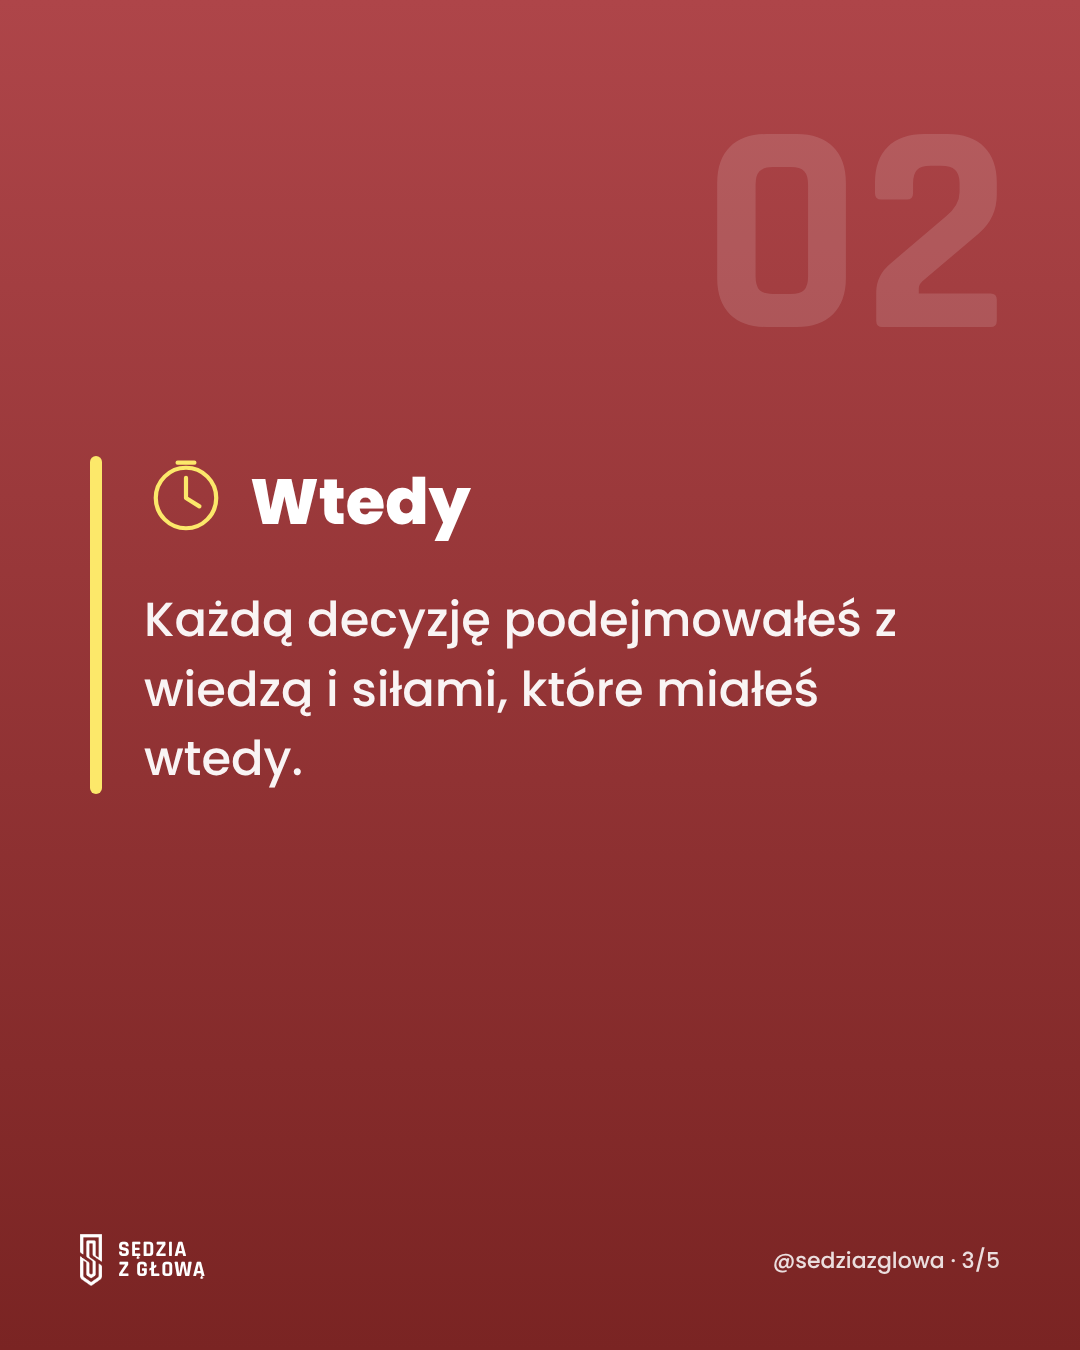 02
Wtedy
Każdą decyzję podejmowałeś z
wiedzą i siłami, które miałeś
wtedy.
SĘDZIA
Z GŁOWĄ
@sedziazglowa · 3/5